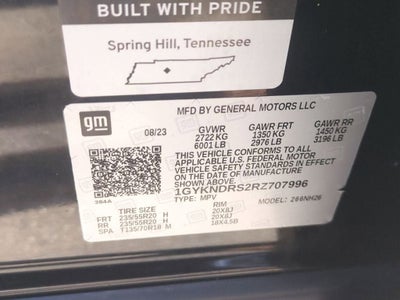 BUILT WITH PRIDE
Spring Hill, Tennessee
gm
MFD BY GENERAL MOTORS LLC
08/23 GVWR GAWR FRT GAWR RR
2722 KG 1350 KG 1450 KG
6001 LB 2976 LB 3196 LB
THIS VEHICLE CONFORMS TO ALL
APPLICABLE U.S. FEDERAL MOTOR
VEHICLE SAFETY STANDARDS IN EFFECT
ON THE DATE OF MANUFACTURE
SHOWN ABOVE.
1GYKNDRS2RZ707996
TYPE: MPV MODEL:
TIRE SIZE RIM
FRT 235/55R20 H 20X8J
RR 235/55R20 H 20X8J
SPA T135/70R18 M 18X4.5B